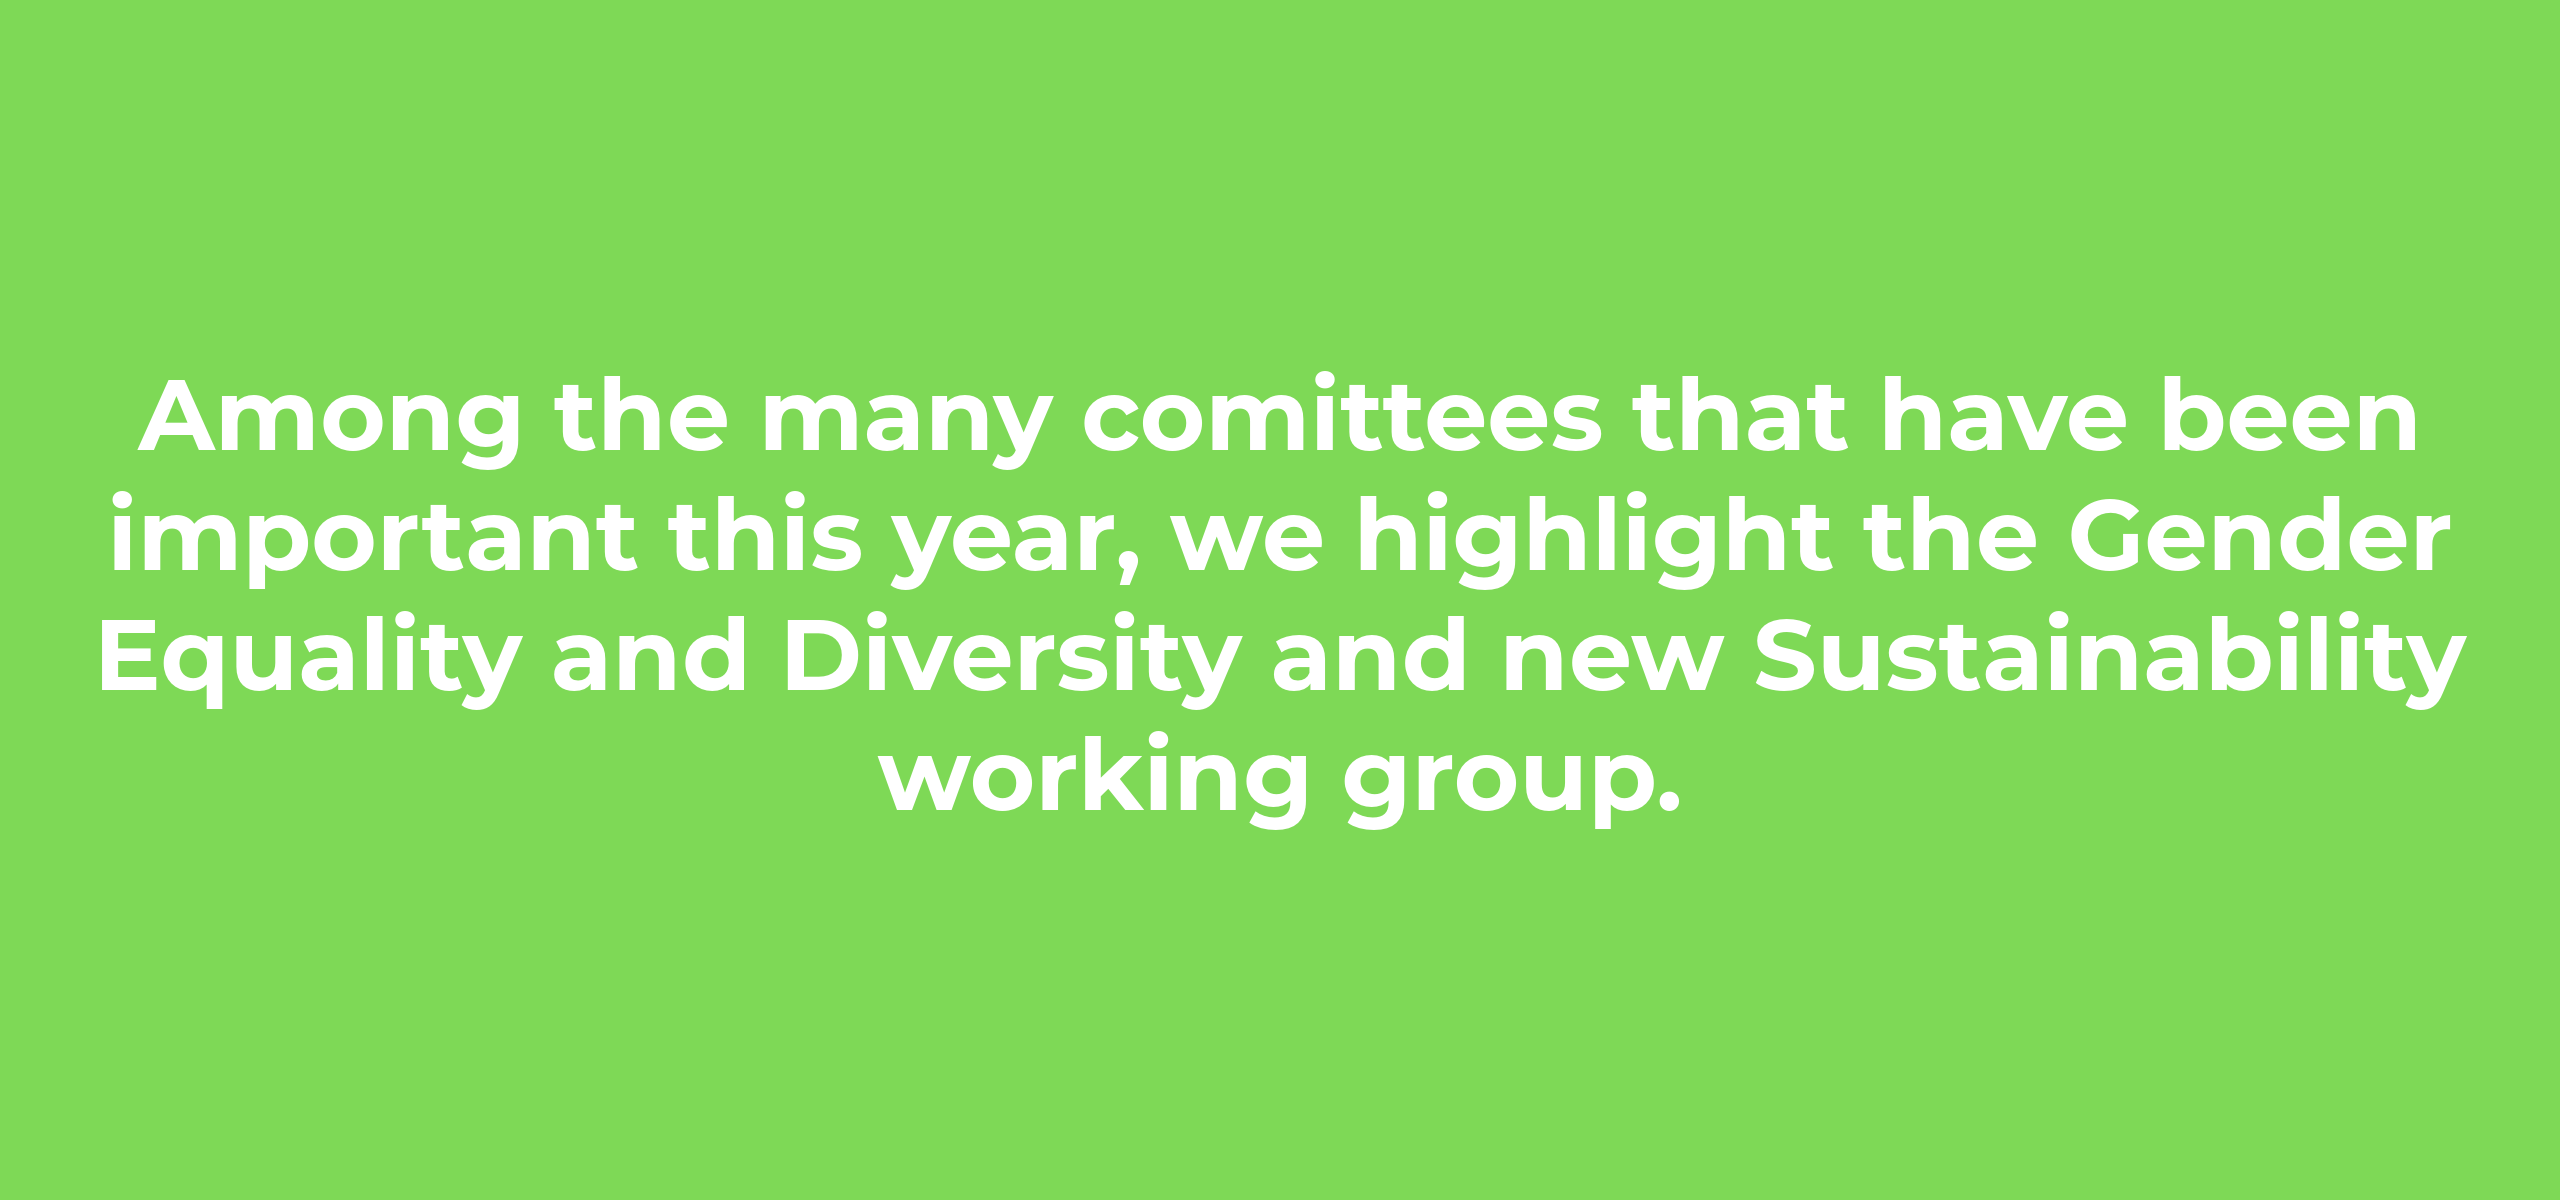 Among the many comittees that have been
important this year, we highlight the Gender
Equality and Diversity and new Sustainability
working group.